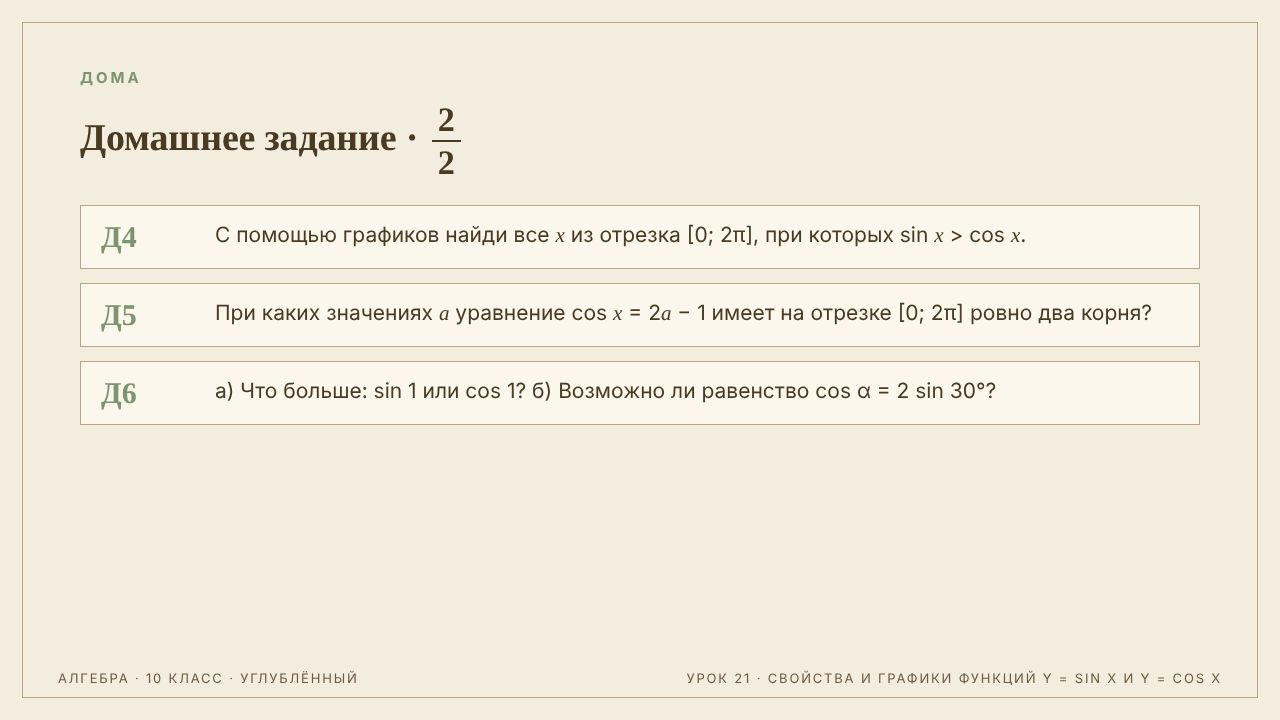 ДОМА
Домашнее задание · 2/2
Д4 С помощью графиков найди все x из отрезка [0; 2π], при которых sin x > cos x.
Д5 При каких значениях a уравнение cos x = 2a − 1 имеет на отрезке [0; 2π] ровно два корня?
Д6 а) Что больше: sin 1 или cos 1? б) Возможно ли равенство cos α = 2 sin 30°?
АЛГЕБРА · 10 КЛАСС · УГЛУБЛЁННЫЙ
УРОК 21 · СВОЙСТВА И ГРАФИКИ ФУНКЦИЙ Y = SIN X И Y = COS X